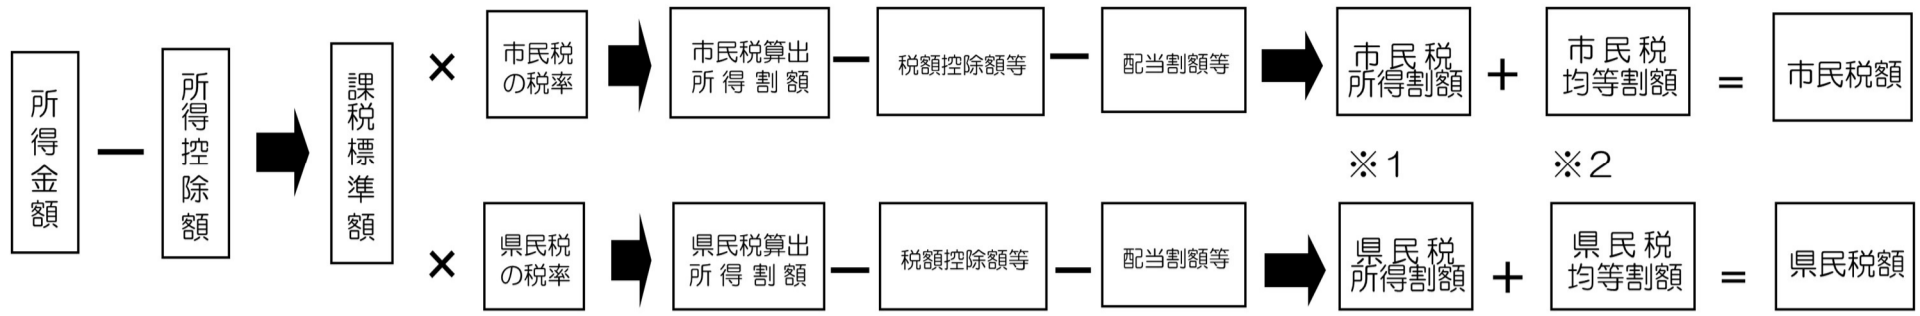 所得金額
－
所得控除額
課税標準額
×
市民税
の税率
市民税算出
所得割額
－
税額控除額等
－
配当割額等
市民税
所得割額
＋
市民税
均等割額
＝
市民税額
※1
※2
×
県民税
の税率
県民税算出
所得割額
－
税額控除額等
－
配当割額等
県民税
所得割額
＋
県民税
均等割額
＝
県民税額